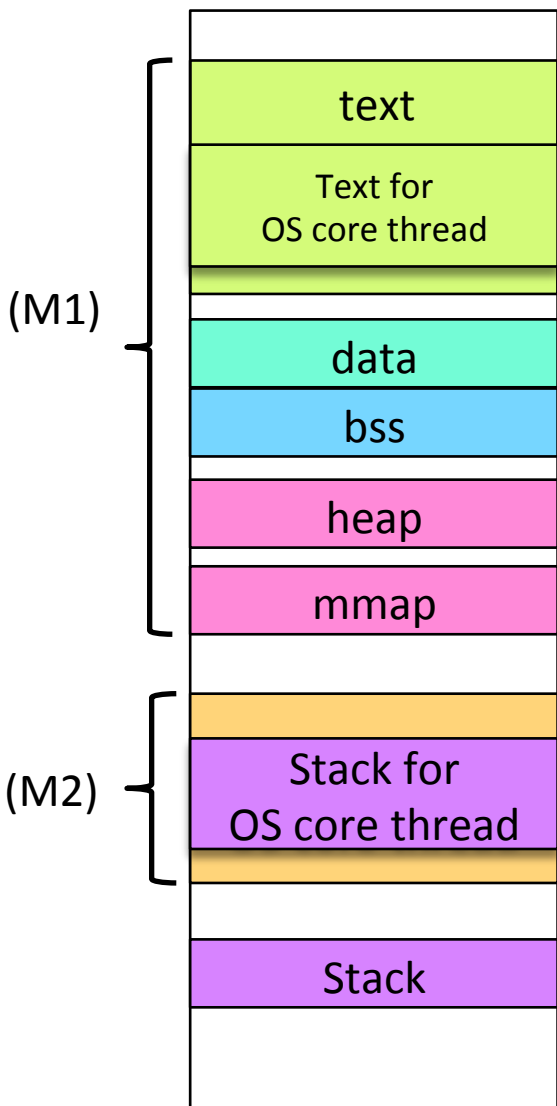 text
Text for
OS core thread
(M1)
data
bss
heap
mmap
(M2)
Stack for
OS core thread
Stack